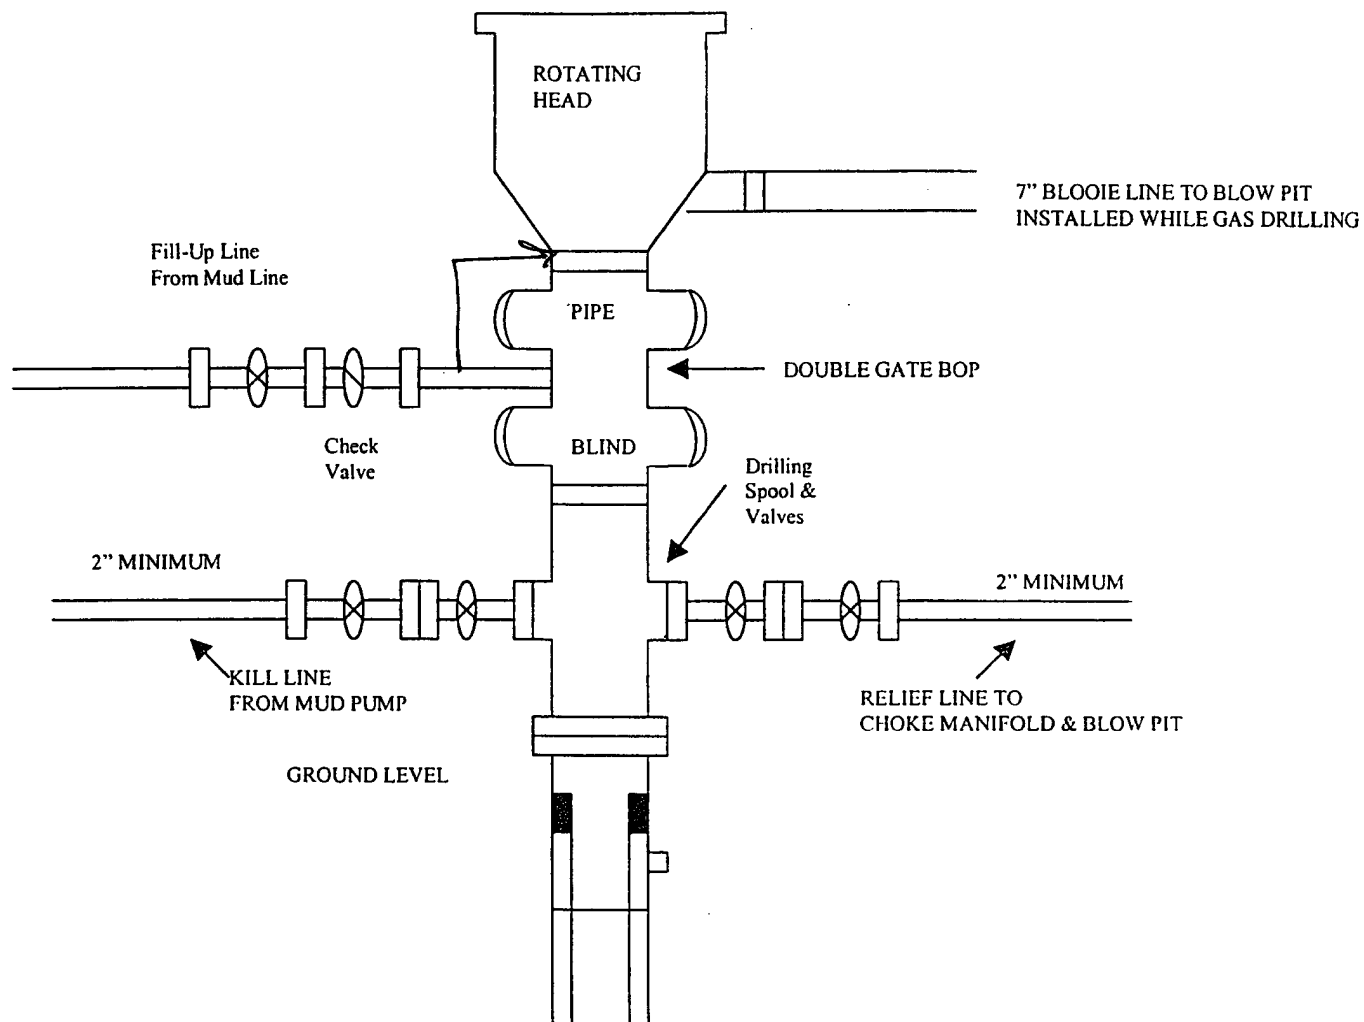 ROTATING
HEAD
7” BLOOIE LINE TO BLOW PIT
INSTALLED WHILE GAS DRILLING
Fill-Up Line
From Mud Line
PIPE
DOUBLE GATE BOP
Check
Valve
BLIND
Drilling
Spool &
Valves
2” MINIMUM
2” MINIMUM
KILL LINE
FROM MUD PUMP
RELIEF LINE TO
CHOKE MANIFOLD & BLOW PIT
GROUND LEVEL